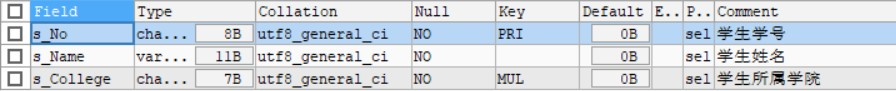 Field Type Collation Null Key Default E.. P.. Comment
s_No cha... 8B utf8_general_ci NO PRI 0B sel 学生学号
s_Name var... 11B utf8_general_ci NO 0B sel 学生姓名
s_College cha... 7B utf8_general_ci NO MUL 0B sel 学生所属学院